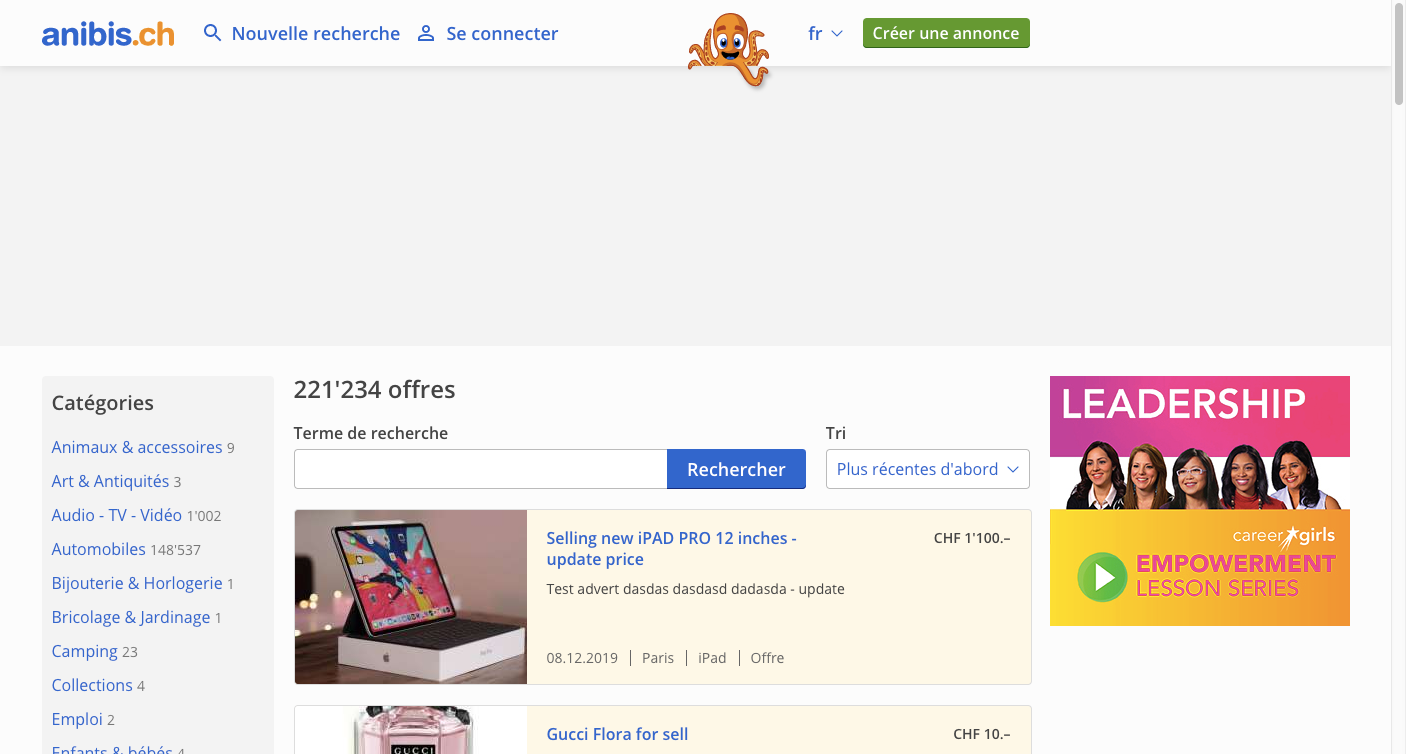 anibis.ch
Nouvelle recherche
Se connecter
fr
Créer une annonce
Catégories
Animaux & accessoires 9
Art & Antiquités 3
Audio - TV - Vidéo 1'002
Automobiles 148'537
Bijouterie & Horlogerie 1
Bricolage & Jardinage 1
Camping 23
Collections 4
Emploi 2
Enfants & bébés 4
221'234 offres
Terme de recherche
Rechercher
Tri
Plus récentes d'abord
Selling new iPAD PRO 12 inches -
update price
CHF 1'100.–
Test advert dasdas dasdasd dadasda - update
08.12.2019
Paris
iPad
Offre
GUCCI
Gucci Flora for sell
CHF 10.–
LEADERSHIP
career girls
EMPOWERMENT
LESSON SERIES